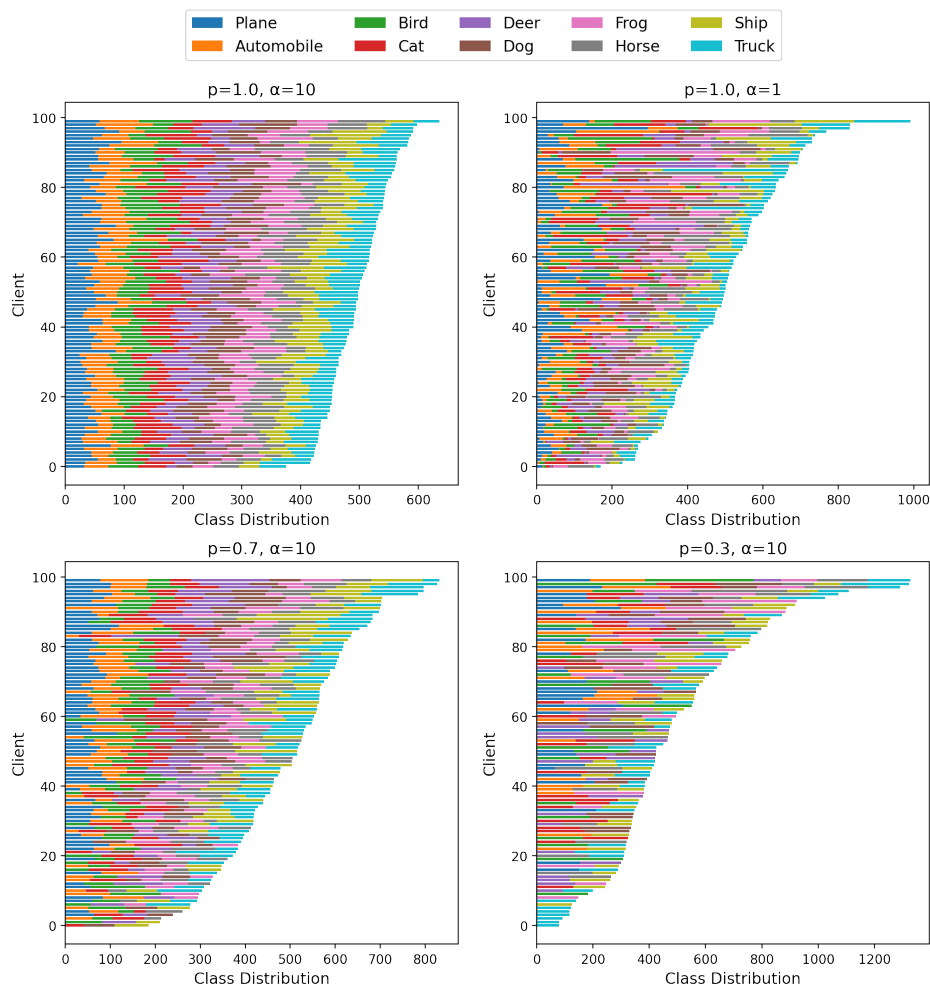 Plane Bird Deer Frog Ship
Automobile Cat Dog Horse Truck
p=1.0, α=10
100
80
60
40
20
0
Client
0 100 200 300 400 500 600
Class Distribution
p=1.0, α=1
100
80
60
40
20
0
Client
0 200 400 600 800 1000
Class Distribution
p=0.7, α=10
100
80
60
40
20
0
Client
0 100 200 300 400 500 600 700 800
Class Distribution
p=0.3, α=10
100
80
60
40
20
0
Client
0 200 400 600 800 1000 1200
Class Distribution